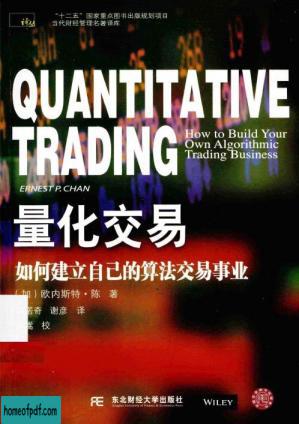 "十二五"国家重点图书出版规划项目
当代财经管理名著译库
QUANTITATIVE
TRADING
How to Build Your
Own Algorithmic
Trading Business
ERNEST P. CHAN
量化交易
如何建立自己的算法交易事业
（加）欧内斯特·陈 著
若奇 谢彦 译
嵩 校
东北财经大学出版社
WILEY
homeofpdf.com